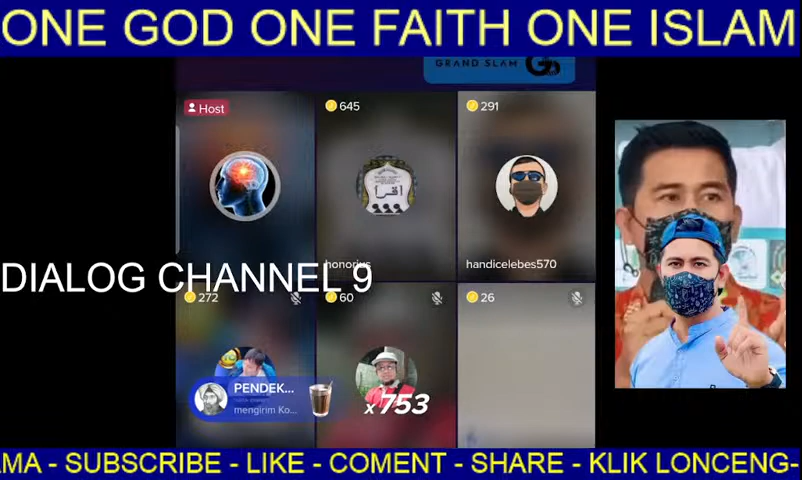 ONE GOD ONE FAITH ONE ISLAM
GRAND SLAM
Host
645
291
اقرأ
honorius
handicelebes570
DIALOG CHANNEL 9
272
60
26
PENDEK...
mengirim Ko...
x753
MA - SUBSCRIBE - LIKE - COMENT - SHARE - KLIK LONCENG-